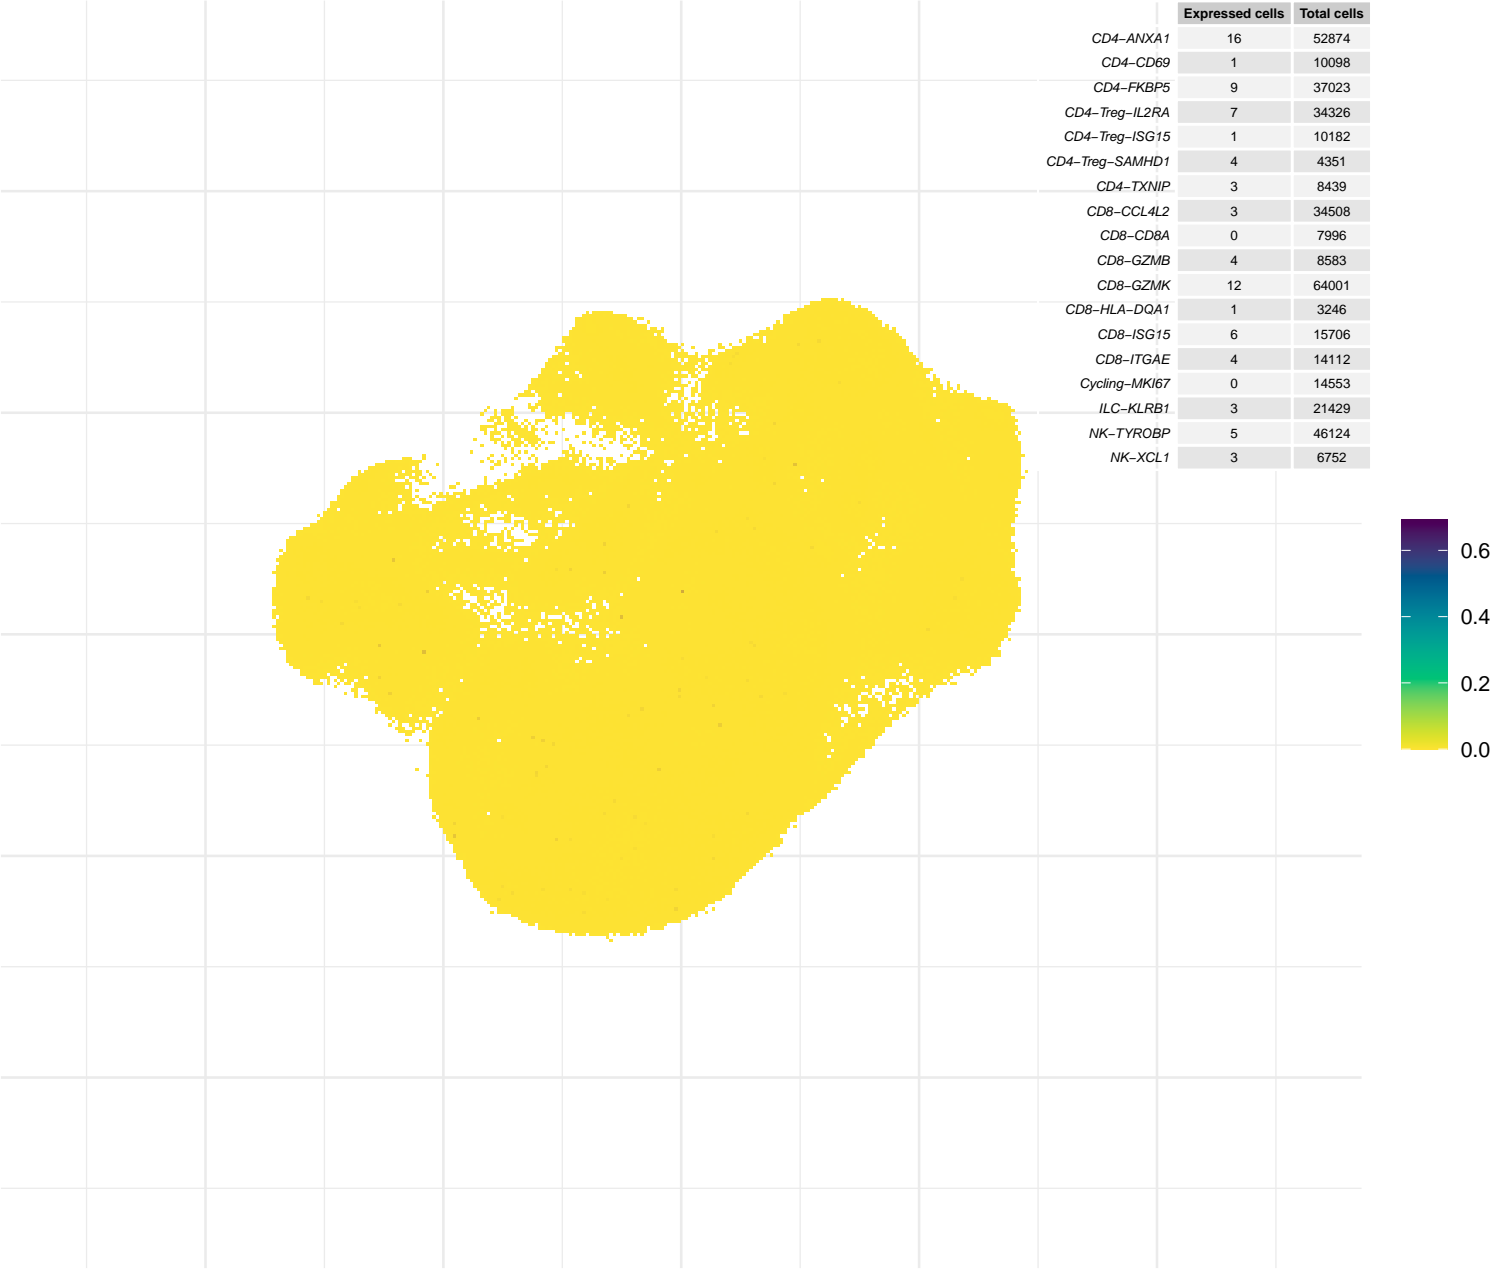 Expressed cells Total cells
CD4−ANXA1 16 52874
CD4−CD69 1 10098
CD4−FKBP5 9 37023
CD4−Treg−IL2RA 7 34326
CD4−Treg−ISG15 1 10182
CD4−Treg−SAMHD1 4 4351
CD4−TXNIP 3 8439
CD8−CCL4L2 3 34508
CD8−CD8A 0 7996
CD8−GZMB 4 8583
CD8−GZMK 12 64001
CD8−HLA−DQA1 1 3246
CD8−ISG15 6 15706
CD8−ITGAE 4 14112
Cycling−MKI67 0 14553
ILC−KLRB1 3 21429
NK−TYROBP 5 46124
NK−XCL1 3 6752
0.6
0.4
0.2
0.0